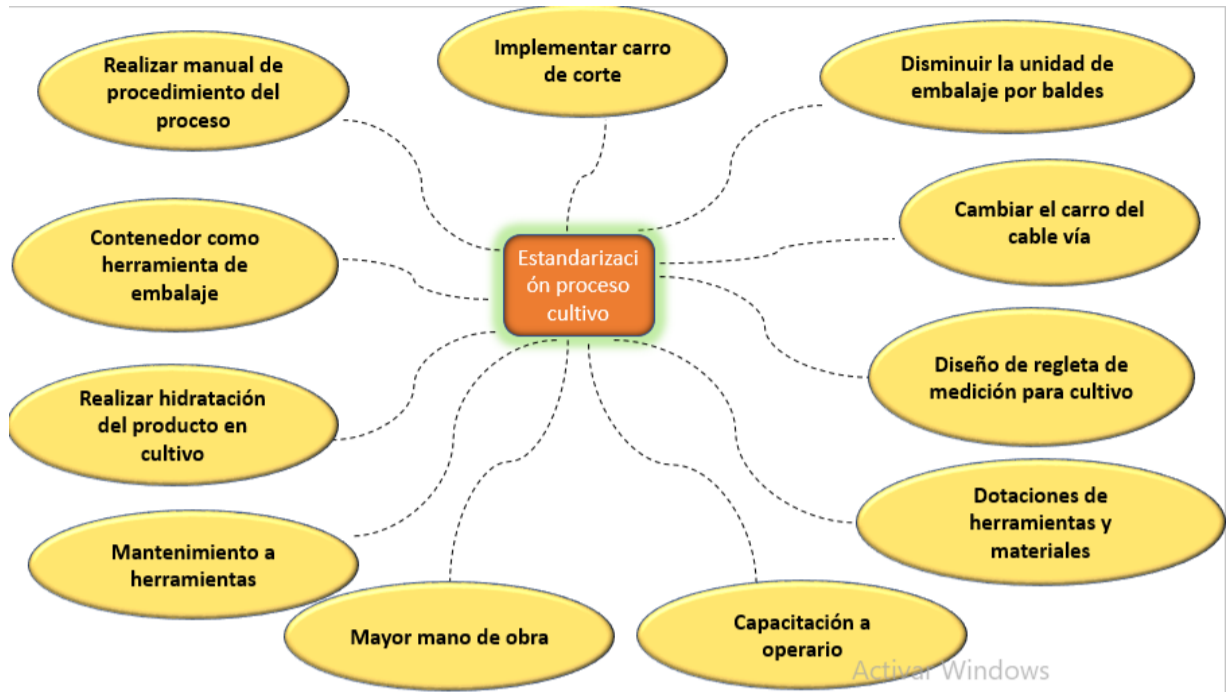 Realizar manual de
procedimiento del
proceso
Implementar carro
de corte
Disminuir la unidad de
embalaje por baldes
Contenedor como
herramienta de
embalaje
Estandarizaci
ón proceso
cultivo
Cambiar el carro del
cable vía
Realizar hidratación
del producto en
cultivo
Diseño de regleta de
medición para cultivo
Mantenimiento a
herramientas
Dotaciones de
herramientas y
materiales
Mayor mano de obra
Capacitación a
operario
Activar Windows